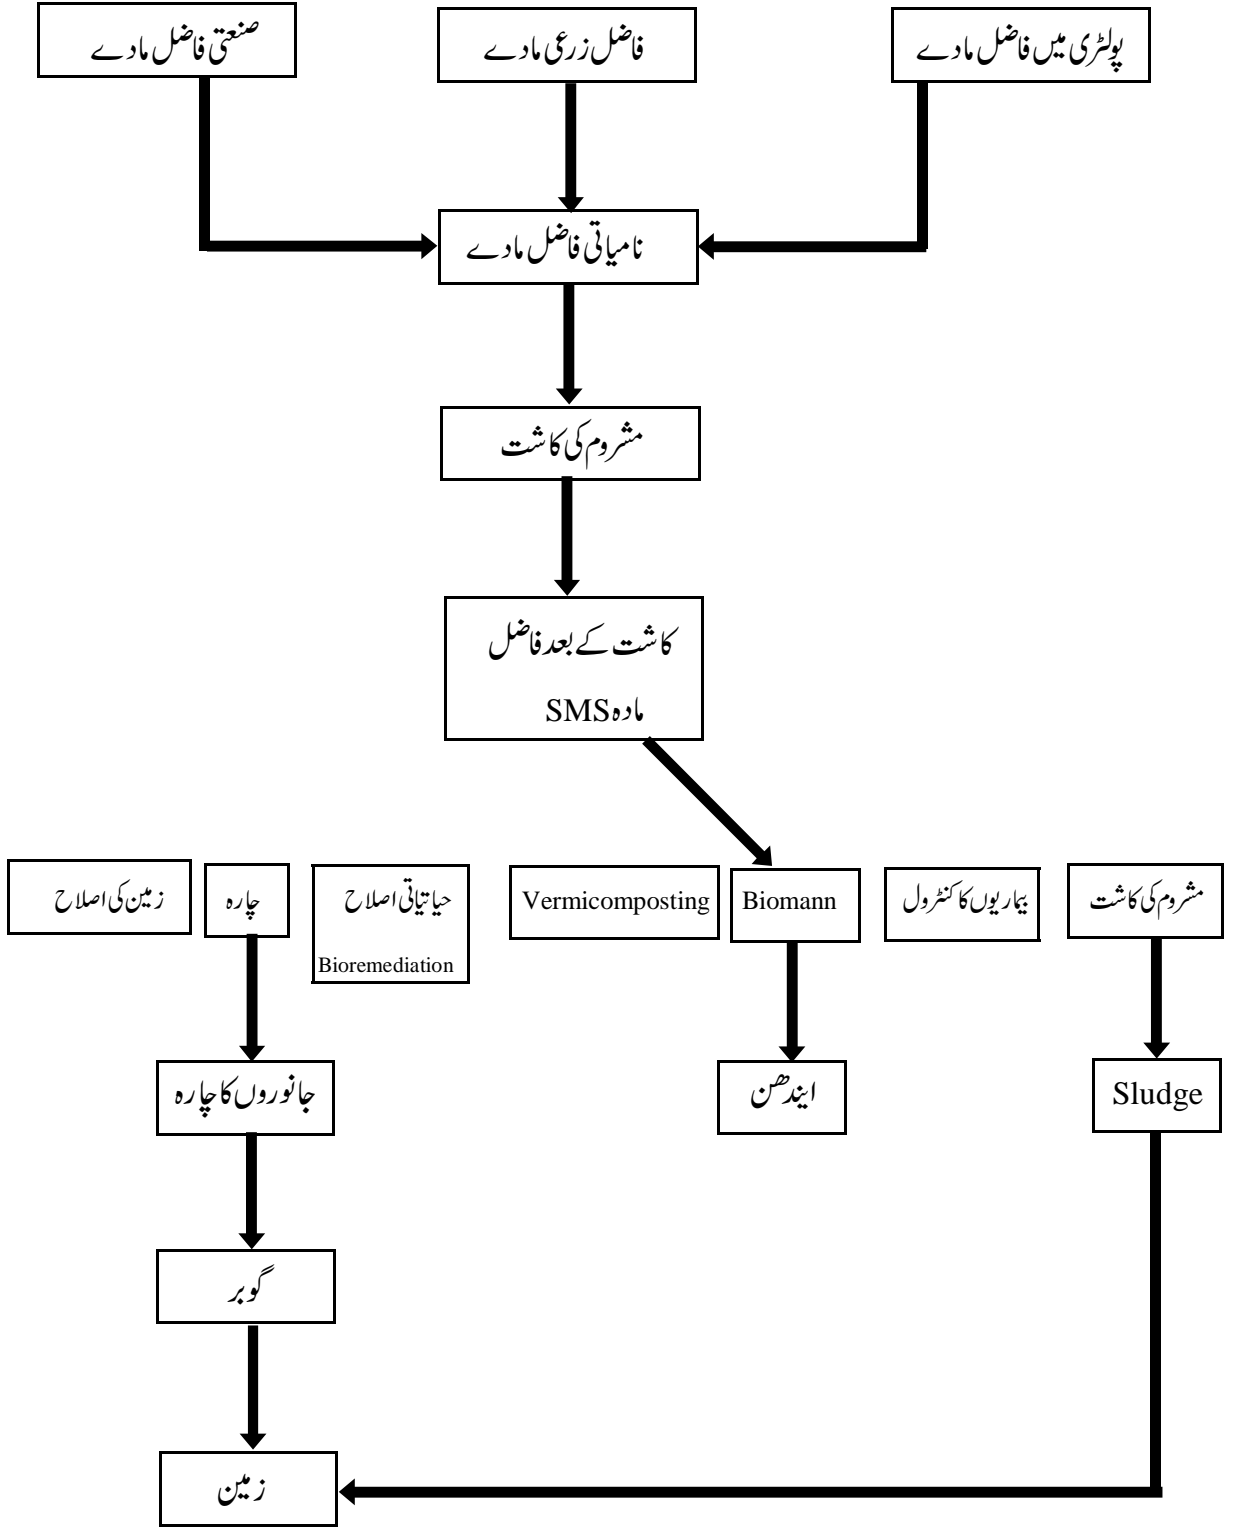 پولٹری میں فاضل مادے
فاضل زرعی مادے
صنعتی فاضل مادے
نامیاتی فاضل مادے
مشروم کی کاشت
کاشت کے بعد فاضل
مادہ SMS
مشروم کی کاشت
بیماریوں کا کنٹرول
Biomann
Vermicomposting
حیاتیاتی اصلاح
Bioremediation
چارہ
زمین کی اصلاح
Sludge
ایندھن
جانوروں کا چارہ
گوبر
زمین